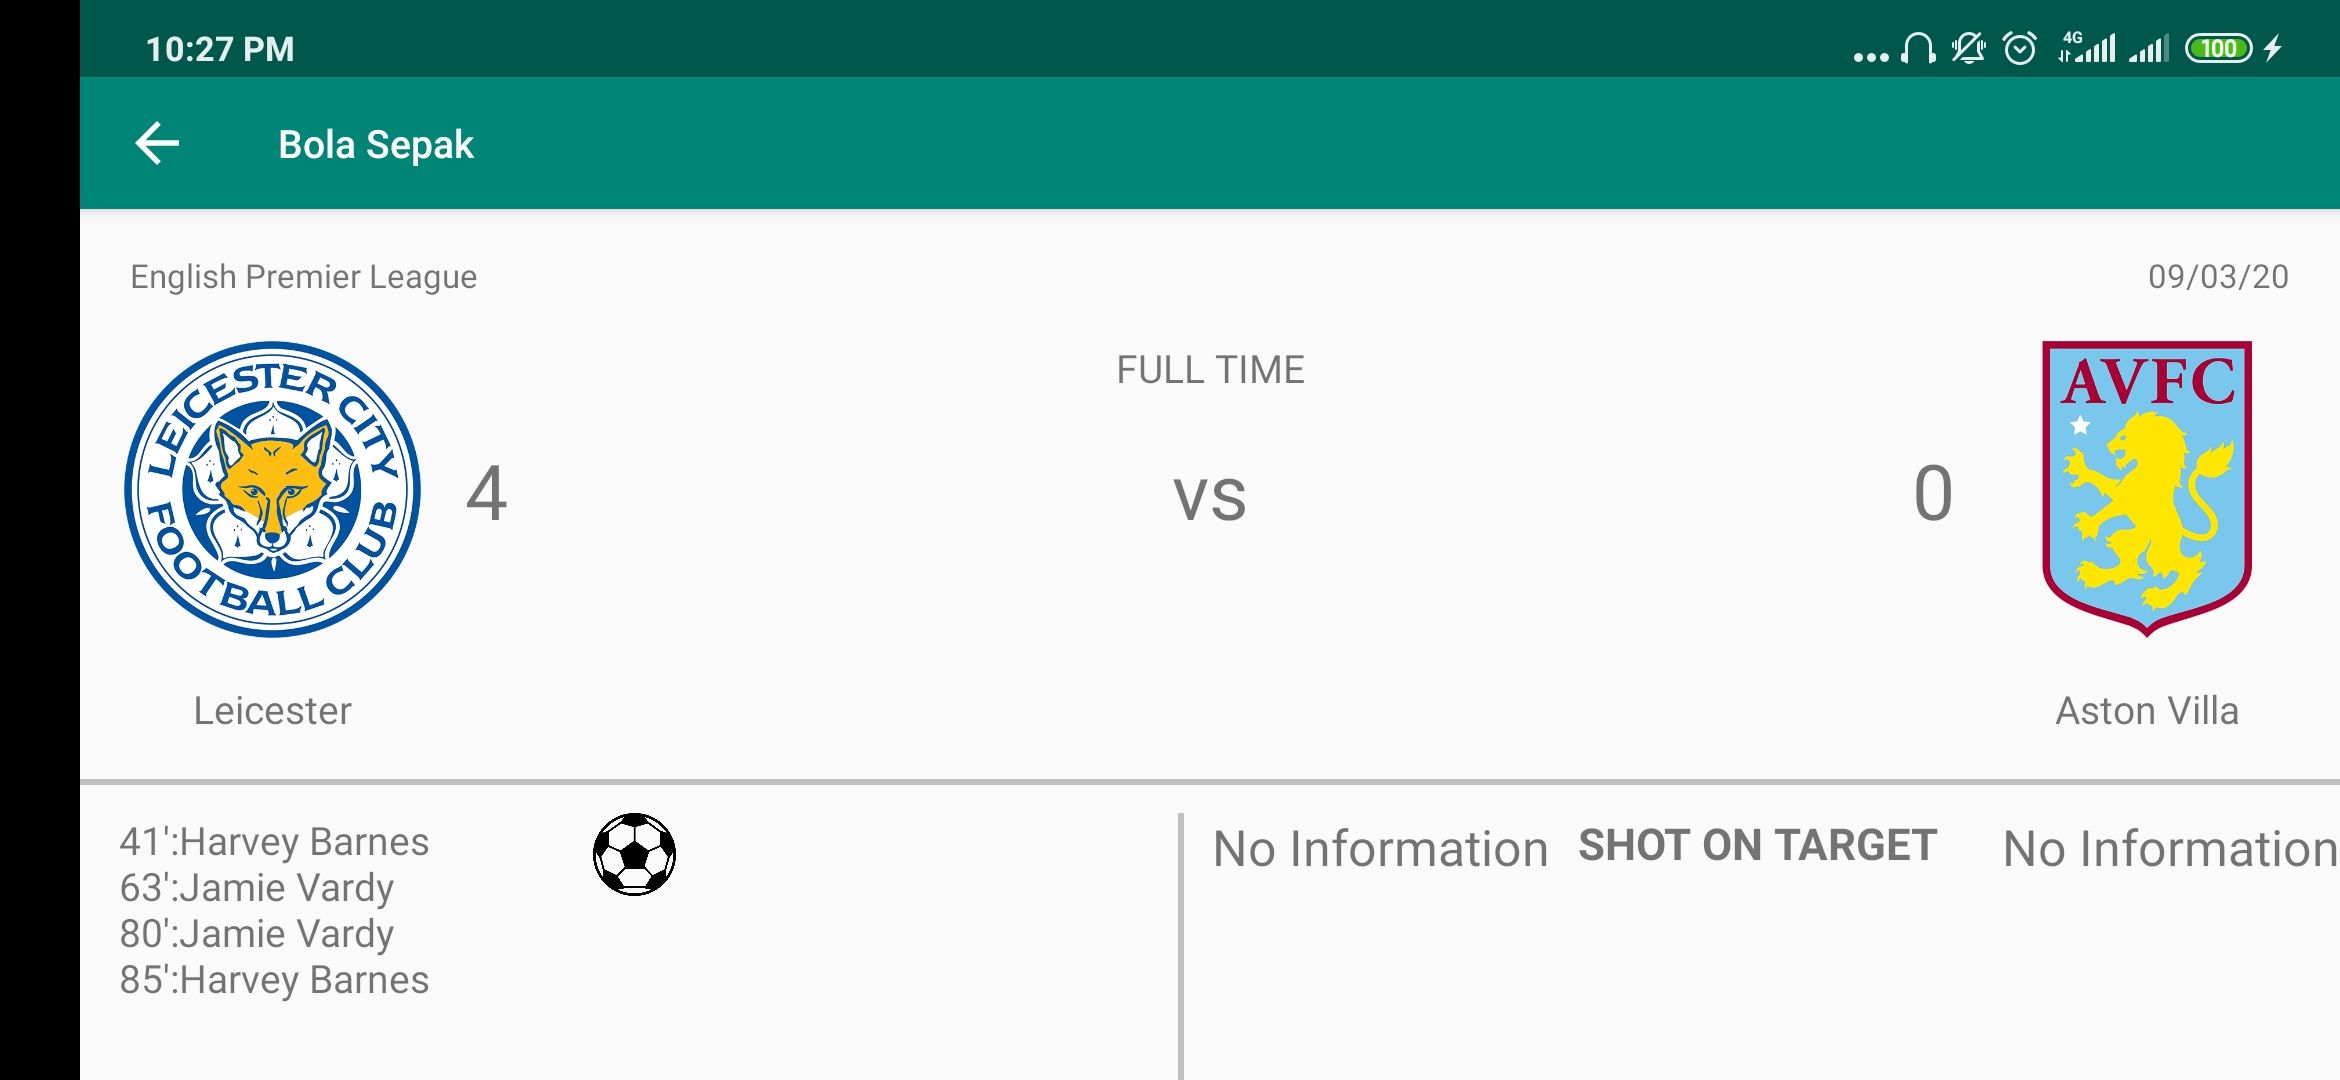 10:27 PM
4G
100
Bola Sepak
English Premier League
09/03/20
LEICESTER CITY
FOOTBALL CLUB
4
FULL TIME
vs
0
AVFC
Leicester
Aston Villa
41':Harvey Barnes
63':Jamie Vardy
80':Jamie Vardy
85':Harvey Barnes
No Information SHOT ON TARGET No Information